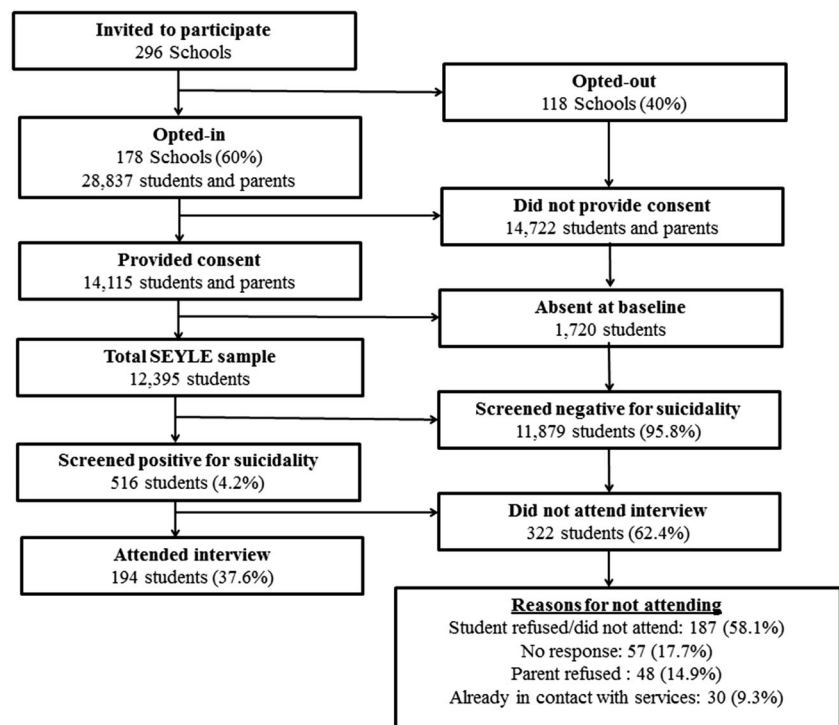 Invited to participate
296 Schools
Opted-out
118 Schools (40%)
Opted-in
178 Schools (60%)
28,837 students and parents
Did not provide consent
14,722 students and parents
Provided consent
14,115 students and parents
Absent at baseline
1,720 students
Total SEYLE sample
12,395 students
Screened negative for suicidality
11,879 students (95.8%)
Screened positive for suicidality
516 students (4.2%)
Did not attend interview
322 students (62.4%)
Attended interview
194 students (37.6%)
Reasons for not attending
Student refused/did not attend: 187 (58.1%)
No response: 57 (17.7%)
Parent refused : 48 (14.9%)
Already in contact with services: 30 (9.3%)